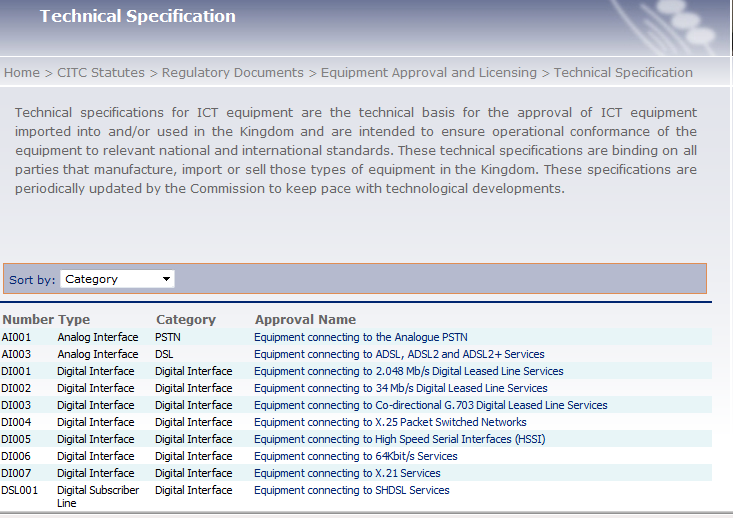 Technical Specification
Home > CITC Statutes > Regulatory Documents > Equipment Approval and Licensing > Technical Specification
Technical specifications for ICT equipment are the technical basis for the approval of ICT equipment
imported into and/or used in the Kingdom and are intended to ensure operational conformance of the
equipment to relevant national and international standards. These technical specifications are binding on all
parties that manufacture, import or sell those types of equipment in the Kingdom. These specifications are
periodically updated by the Commission to keep pace with technological developments.
Sort by: Category
Number Type Category Approval Name
AI001 Analog Interface PSTN Equipment connecting to the Analogue PSTN
AI003 Analog Interface DSL Equipment connecting to ADSL, ADSL2 and ADSL2+ Services
DI001 Digital Interface Digital Interface Equipment connecting to 2.048 Mb/s Digital Leased Line Services
DI002 Digital Interface Digital Interface Equipment connecting to 34 Mb/s Digital Leased Line Services
DI003 Digital Interface Digital Interface Equipment connecting to Co-directional G.703 Digital Leased Line Services
DI004 Digital Interface Digital Interface Equipment connecting to X.25 Packet Switched Networks
DI005 Digital Interface Digital Interface Equipment connecting to High Speed Serial Interfaces (HSSI)
DI006 Digital Interface Digital Interface Equipment connecting to 64Kbit/s Services
DI007 Digital Interface Digital Interface Equipment connecting to X.21 Services
DSL001 Digital Subscriber Digital Interface Equipment connecting to SHDSL Services
Line